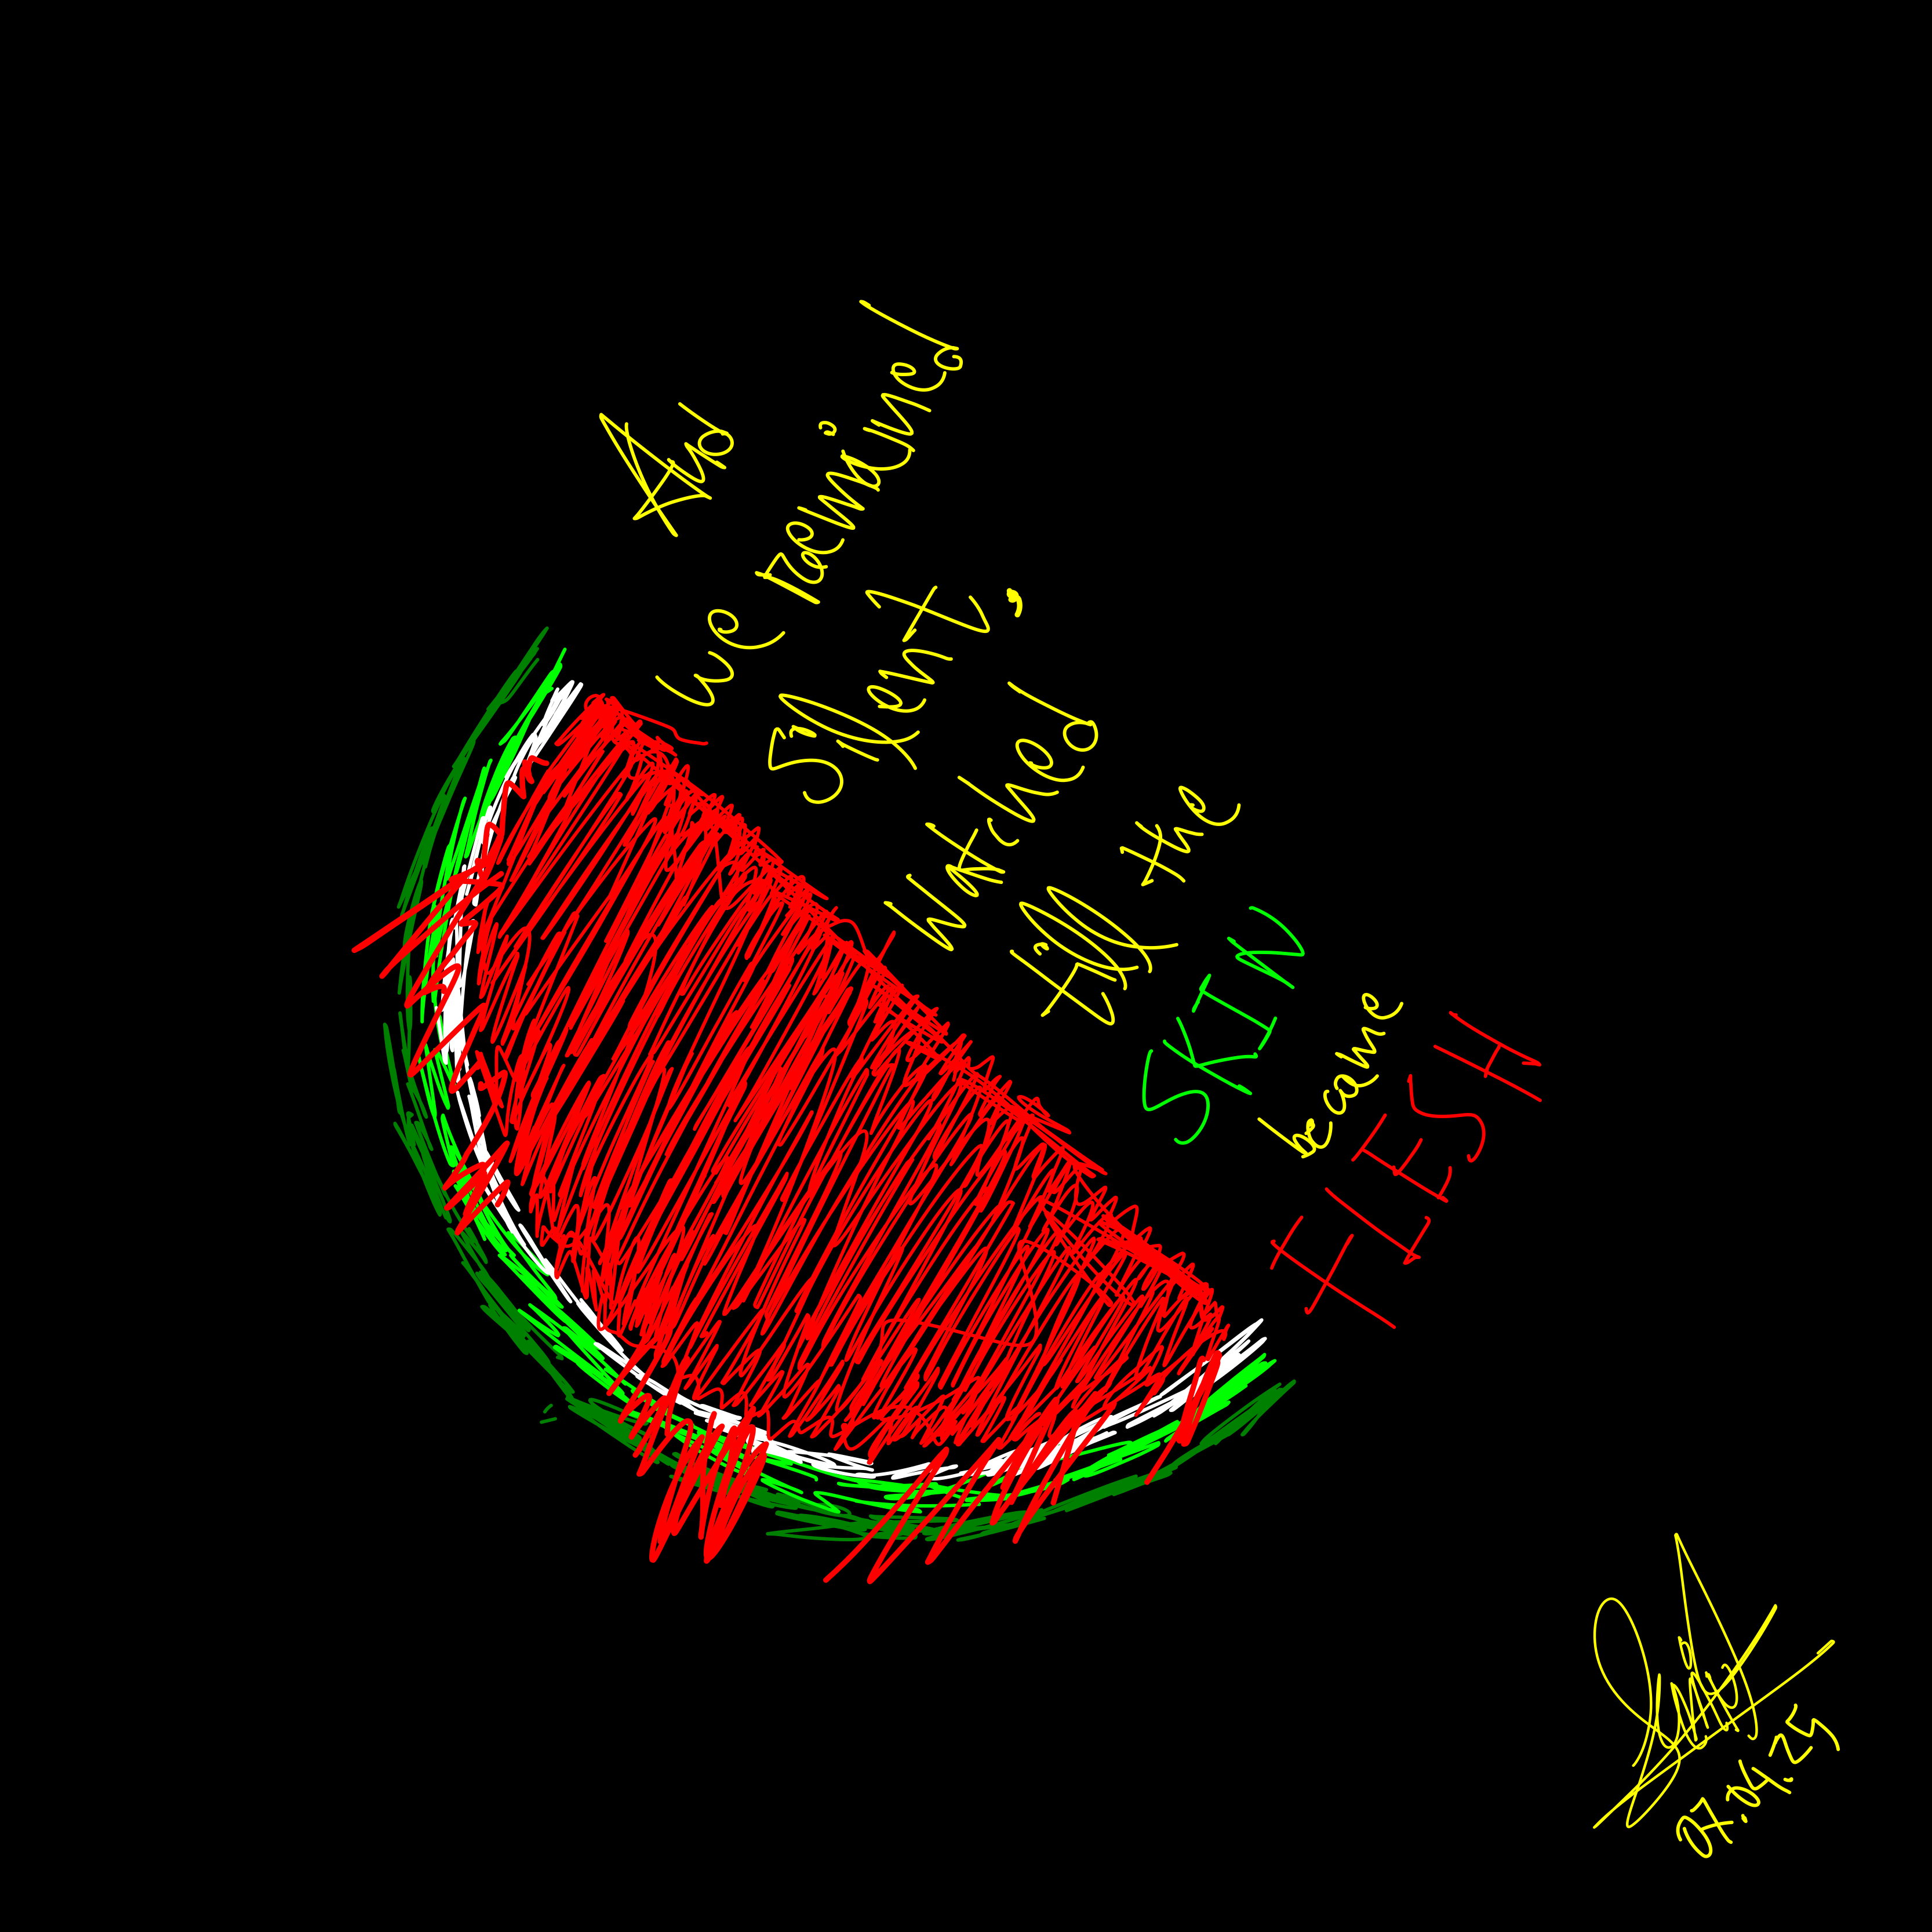 And
we remained
Silent,
Watched
till the
SKIN
became
FLESH
07.04.25